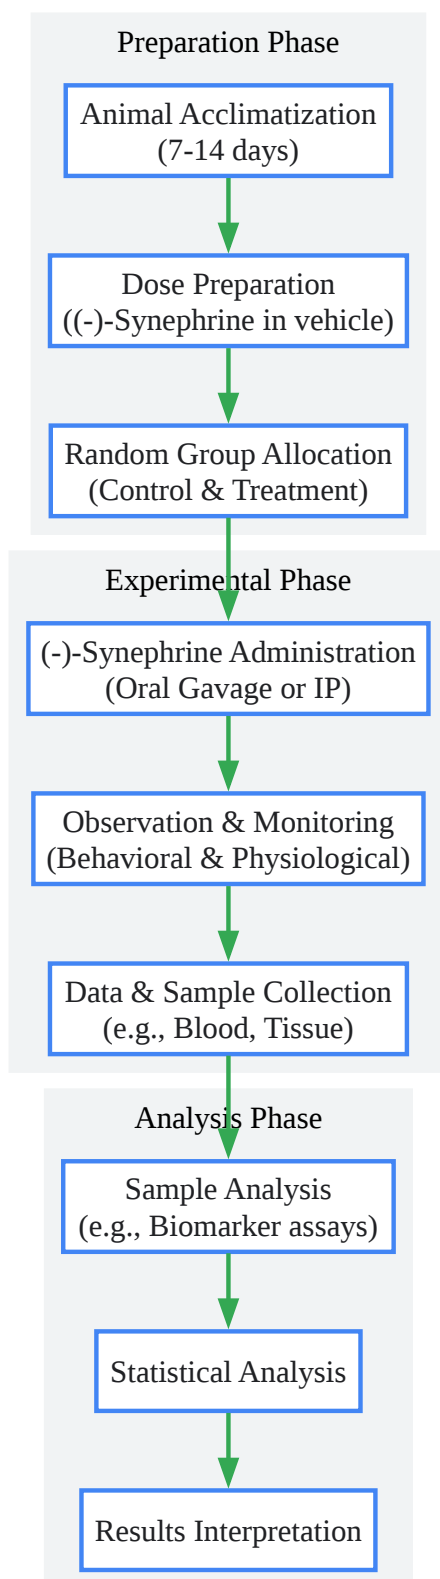 Preparation Phase
Animal Acclimatization
(7-14 days)
Dose Preparation
((-)-Synephrine in vehicle)
Random Group Allocation
(Control & Treatment)
Experimental Phase
(-)-Synephrine Administration
(Oral Gavage or IP)
Observation & Monitoring
(Behavioral & Physiological)
Data & Sample Collection
(e.g., Blood, Tissue)
Analysis Phase
Sample Analysis
(e.g., Biomarker assays)
Statistical Analysis
Results Interpretation